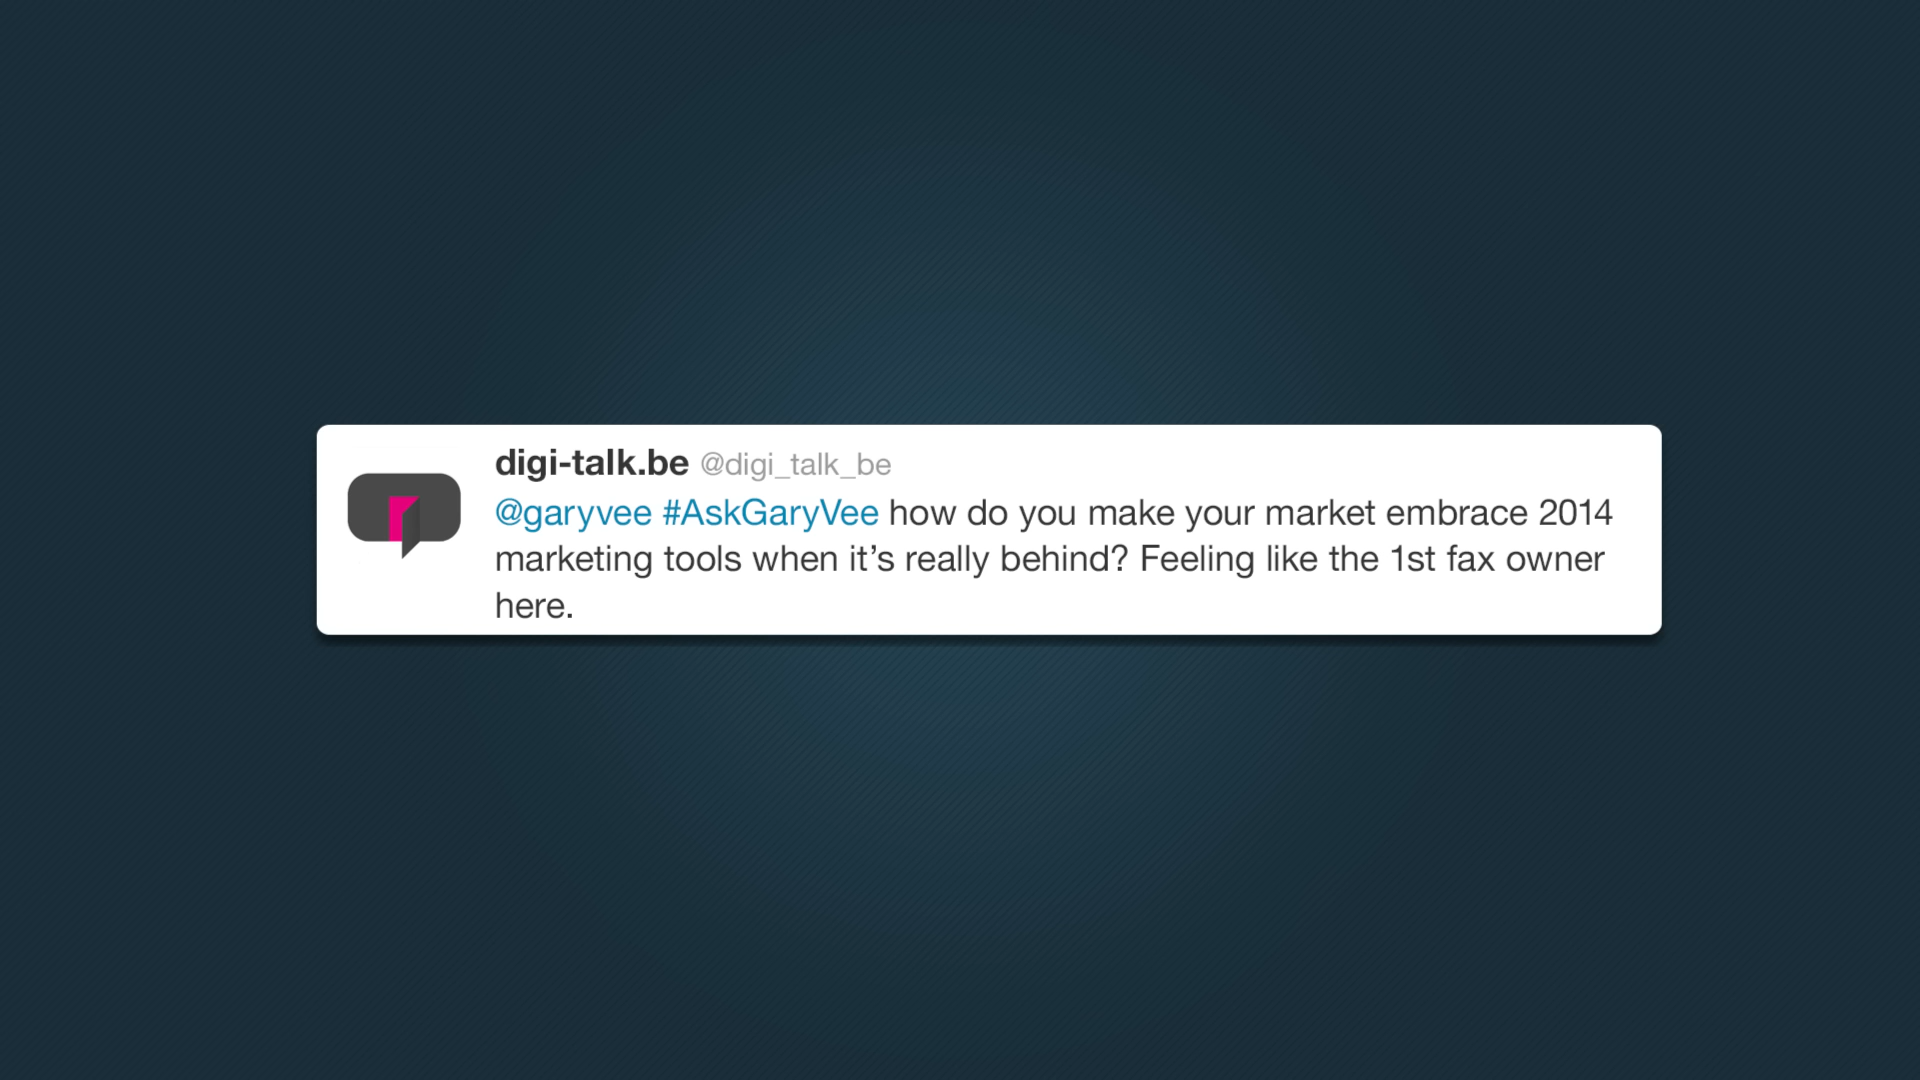 digi-talk.be @digi_talk_be
@garyvee #AskGaryVee how do you make your market embrace 2014
marketing tools when it’s really behind? Feeling like the 1st fax owner
here.